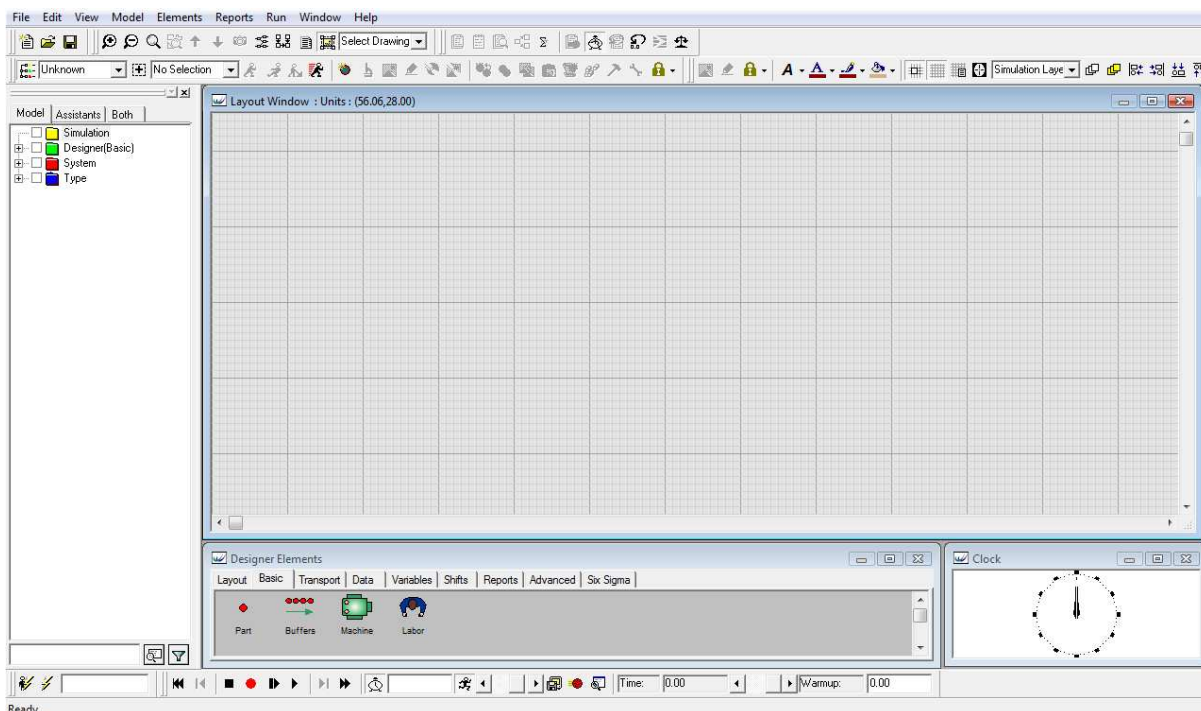 File Edit View Model Elements Reports Run Window Help
Select Drawing
Unknown No Selection A A Simulation Laye
Model Assistants Both
Simulation
Designer(Basic)
System
Type
Layout Window : Units : (56.06,28.00)
Designer Elements
Layout Basic Transport Data Variables Shifts Reports Advanced Six Sigma
Part Buffers Machine Labor
Clock
Time: 0.00 Warmup: 0.00
Ready